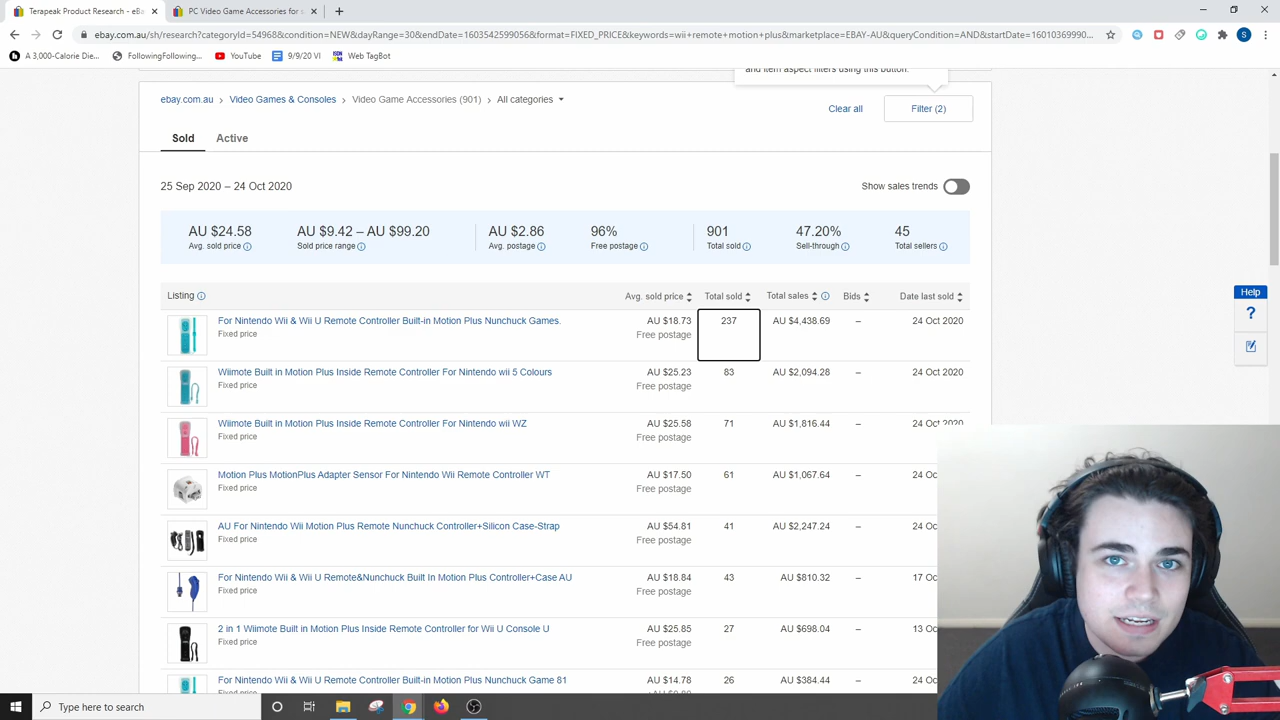 Terapeak Product Research - eBa
PC Video Game Accessories for s
ebay.com.au/sh/research?categoryId=54968&condition=NEW&dayRange=30&endDate=1603542599056&format=FIXED_PRICE&keywords=wii+remote+motion+plus&marketplace=EBAY-AU&queryCondition=AND&startDate=16010369990...
S
A 3,000-Calorie Die...
FollowingFollowing...
YouTube
9/9/20 VI
Web TagBot
and item aspect filters using this button.
ebay.com.au > Video Games & Consoles > Video Game Accessories (901) > All categories
Clear all
Filter (2)
Sold Active
25 Sep 2020 – 24 Oct 2020
Show sales trends
AU $24.58 AU $9.42 – AU $99.20 AU $2.86 96% 901 47.20% 45
Avg. sold price Sold price range Avg. postage Free postage Total sold Sell-through Total sellers
Listing Avg. sold price Total sold Total sales Bids Date last sold
For Nintendo Wii & Wii U Remote Controller Built-in Motion Plus Nunchuck Games. AU $18.73 237 AU $4,438.69 – 24 Oct 2020
Fixed price Free postage
Wiimote Built in Motion Plus Inside Remote Controller For Nintendo wii 5 Colours AU $25.23 83 AU $2,094.28 – 24 Oct 2020
Fixed price Free postage
Wiimote Built in Motion Plus Inside Remote Controller For Nintendo wii WZ AU $25.58 71 AU $1,816.44 – 24 Oct 2020
Fixed price Free postage
Motion Plus MotionPlus Adapter Sensor For Nintendo Wii Remote Controller WT AU $17.50 61 AU $1,067.64 – 24 Oc
Fixed price Free postage
AU For Nintendo Wii Motion Plus Remote Nunchuck Controller+Silicon Case-Strap AU $54.81 41 AU $2,247.24 – 24 Oc
Fixed price Free postage
For Nintendo Wii & Wii U Remote&Nunchuck Built In Motion Plus Controller+Case AU AU $18.84 43 AU $810.32 – 17 Oc
Fixed price Free postage
2 in 1 Wiimote Built in Motion Plus Inside Remote Controller for Wii U Console U AU $25.85 27 AU $698.04 – 13 Oc
Fixed price Free postage
For Nintendo Wii & Wii U Remote Controller Built-in Motion Plus Nunchuck Game 81 AU $14.78 26 AU $384.44 – 24 Oc
Help
?
Type here to search